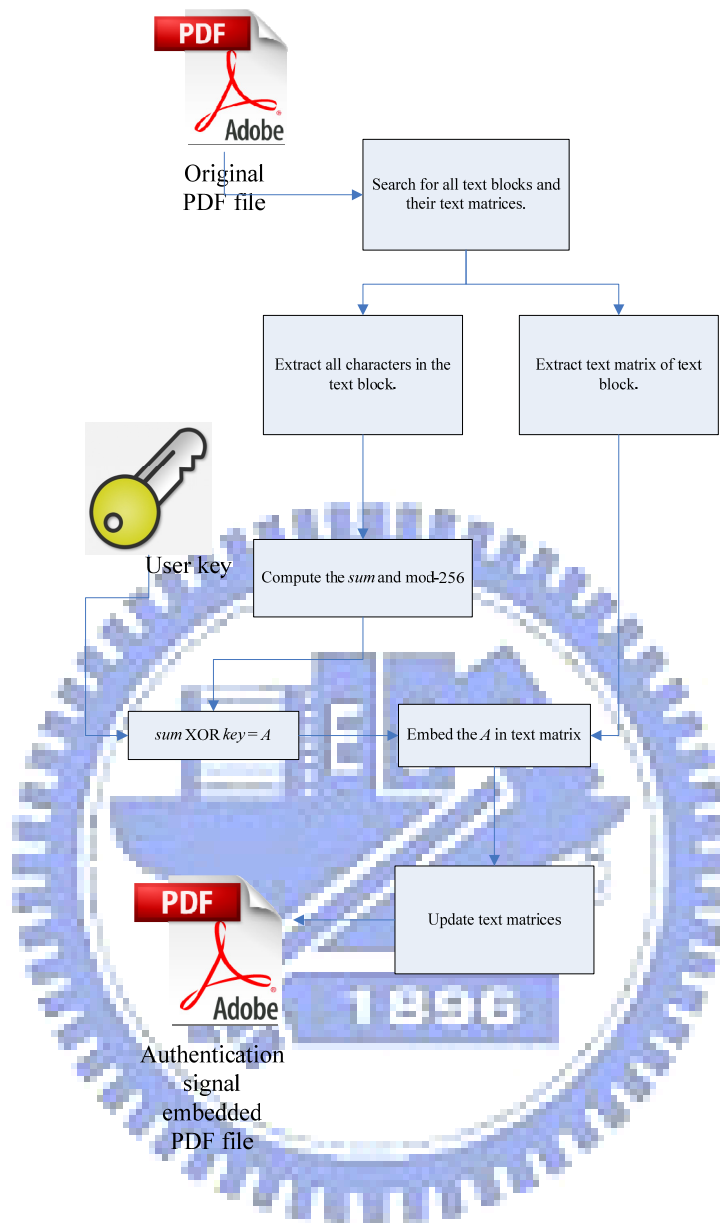 PDF
Adobe
Original
PDF file
Search for all text blocks and
their text matrices.
Extract all characters in the
text block.
Extract text matrix of text
block.
User key
Compute the sum and mod-256
sum XOR key = A
Embed the A in text matrix
Update text matrices
PDF
Adobe
Authentication
signal
embedded
PDF file
E
1896